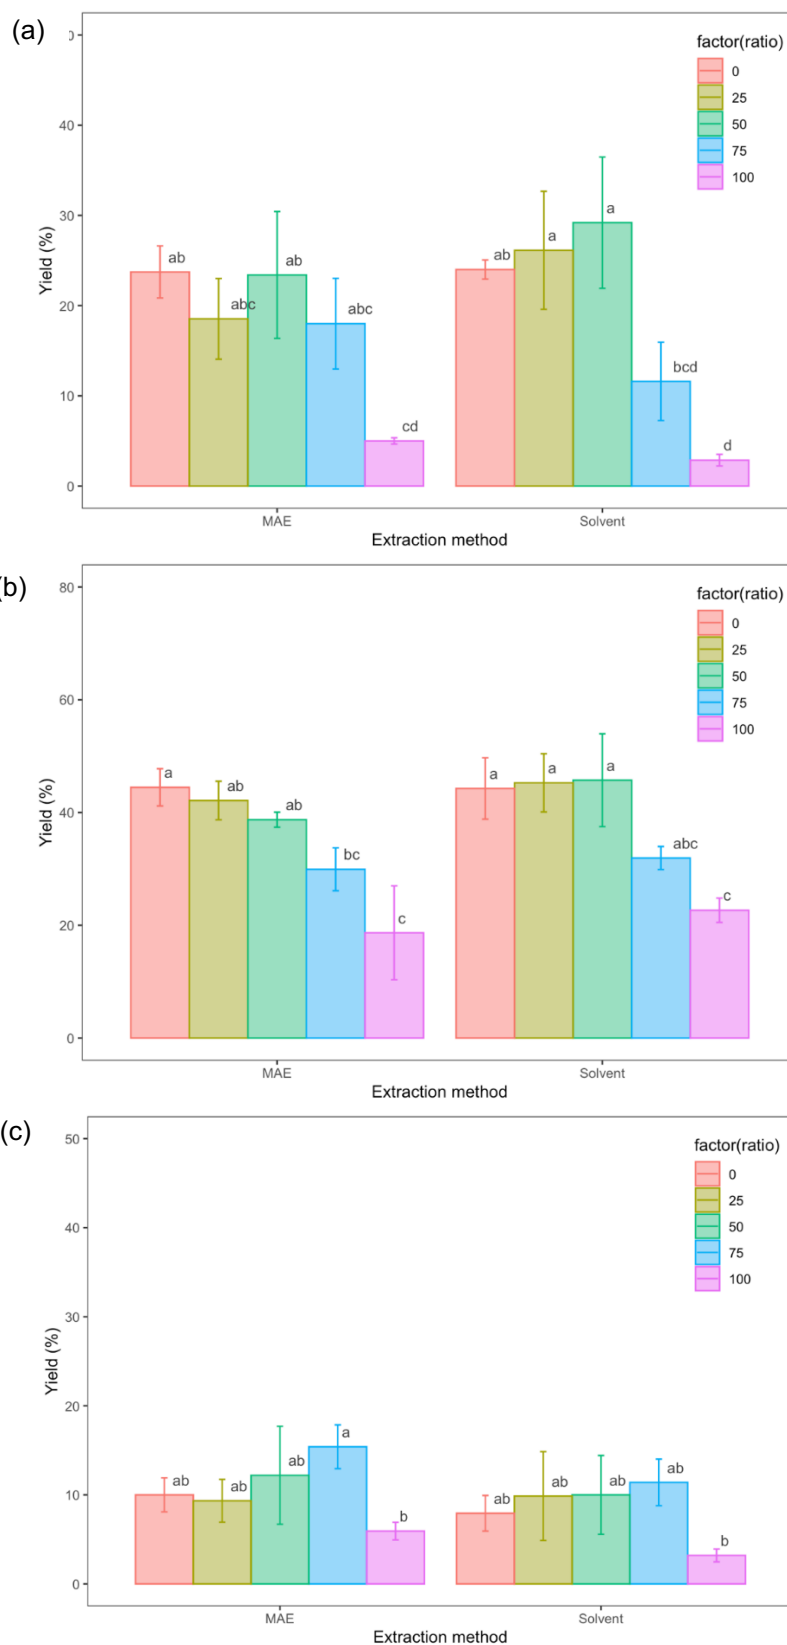 (a)
0
factor(ratio)
0
25
50
75
100
40
30
20
10
0
Yield (%)
ab
abc
ab
abc
cd
ab
a
a
bcd
d
MAE
Solvent
Extraction method
(b)
80
60
40
20
0
Yield (%)
factor(ratio)
0
25
50
75
100
a
ab
ab
bc
c
a
a
a
abc
c
MAE
Solvent
Extraction method
(c)
50
40
30
20
10
0
Yield (%)
factor(ratio)
0
25
50
75
100
ab
ab
ab
a
b
ab
ab
ab
ab
b
MAE
Solvent
Extraction method